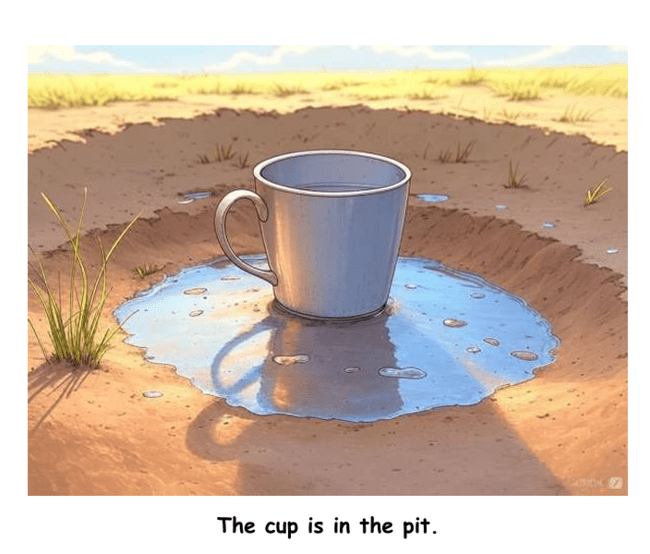 The cup is in the pit.